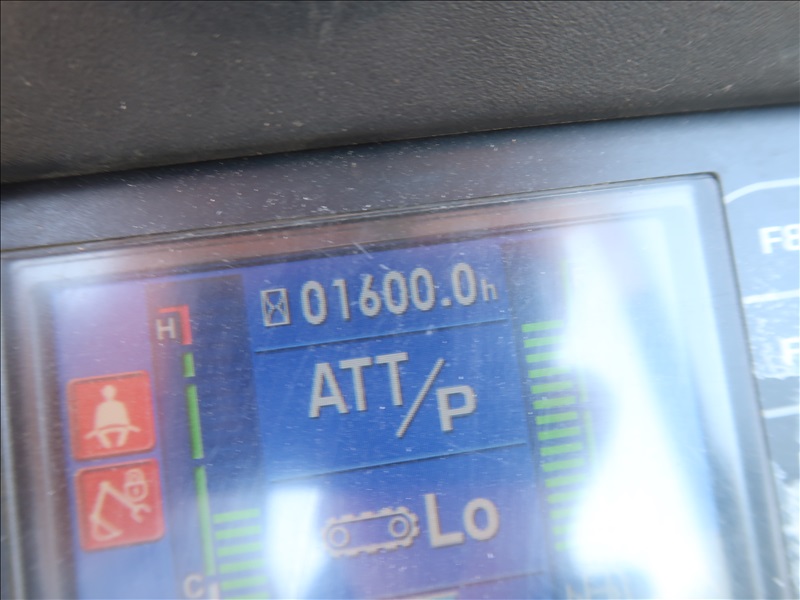 01600.0h
H
ATT/P
Lo
C
F8